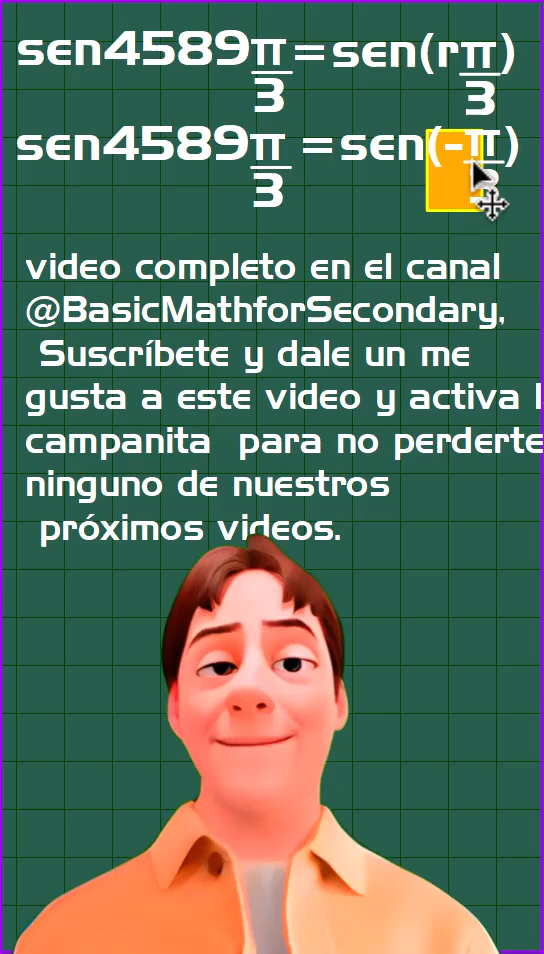 sen4589π/3=sen(rπ/3)
sen4589π/3=sen(-π/3)
video completo en el canal
@BasicMathforSecondary,
Suscríbete y dale un me
gusta a este video y activa l
campanita para no perderte
ninguno de nuestros
próximos videos.